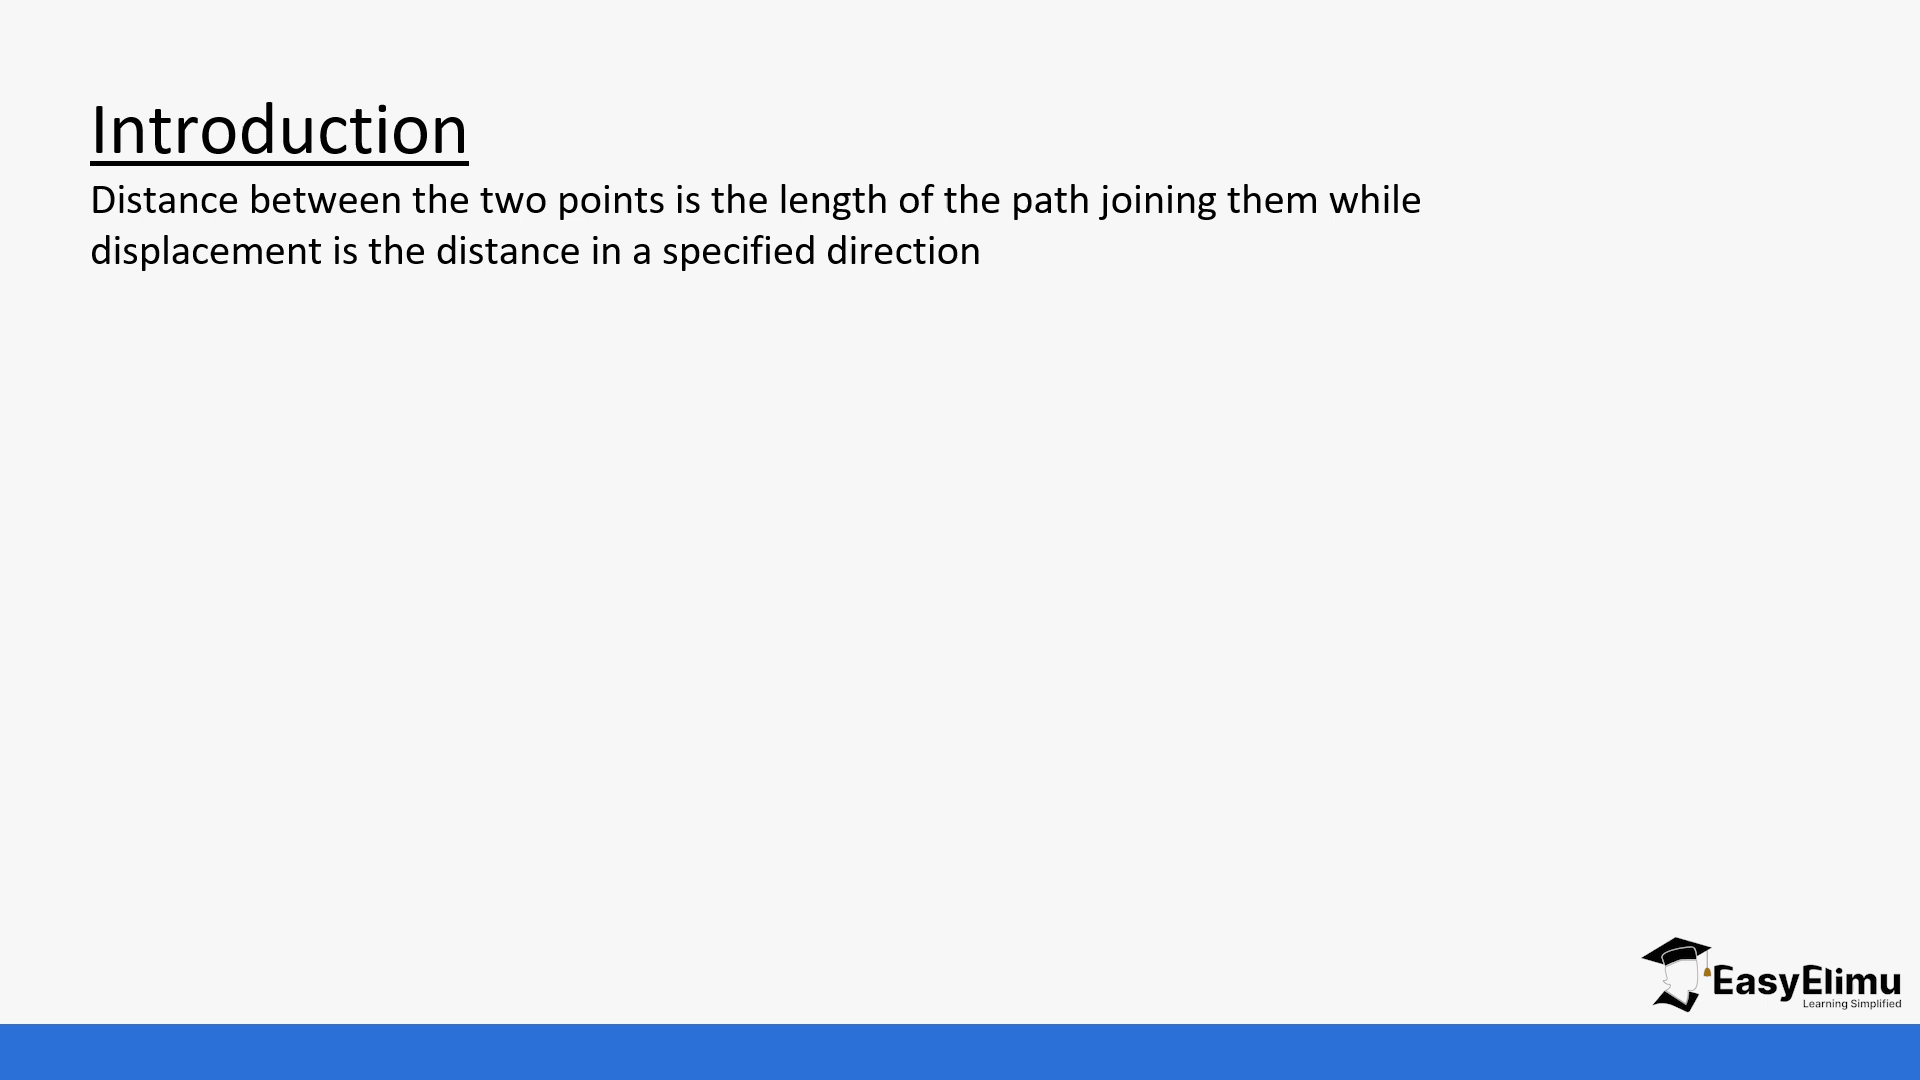 Introduction
Distance between the two points is the length of the path joining them while
displacement is the distance in a specified direction
EasyElimu
Learning Simplified